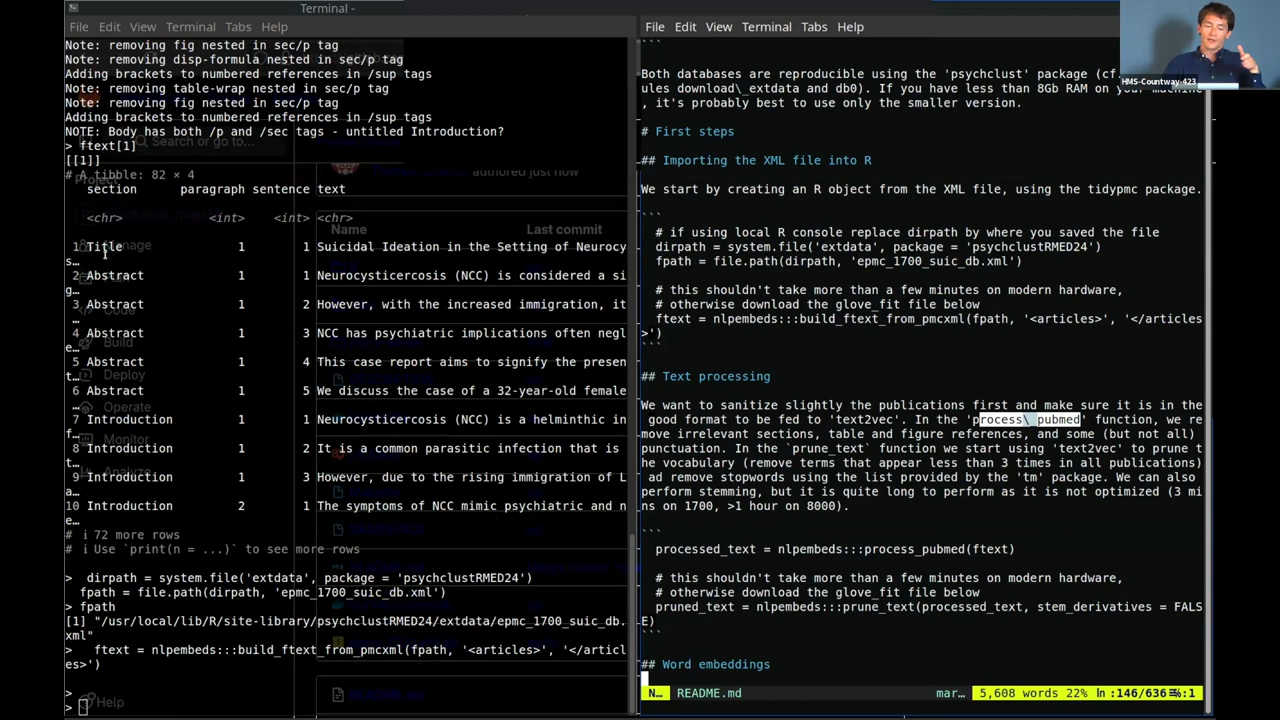 Terminal -
File Edit View Terminal Tabs Help
Note: removing fig nested in sec/p tag
Note: removing disp-formula nested in sec/p tag
Adding brackets to numbered references in /sup tags
Note: removing table-wrap nested in sec/p tag
Note: removing fig nested in sec/p tag
Adding brackets to numbered references in /sup tags
NOTE: Body has both /p and /sec tags - untitled Introduction?
> ftext[1]
[[1]]
# A tibble: 82 × 4
section paragraph sentence text
<chr> <int> <int> <chr>
1 Title 1 1 Suicidal Ideation in the Setting of Neurocy
s…
2 Abstract 1 1 Neurocysticercosis (NCC) is considered a si
g…
3 Abstract 1 2 However, with the increased immigration, it
…
4 Abstract 1 3 NCC has psychiatric implications often negl
e…
5 Abstract 1 4 This case report aims to signify the presen
t…
6 Abstract 1 5 We discuss the case of a 32-year-old female
…
7 Introduction 1 1 Neurocysticercosis (NCC) is a helminthic in
f…
8 Introduction 1 2 It is a common parasitic infection that is
t…
9 Introduction 1 3 However, due to the rising immigration of L
a…
10 Introduction 2 1 The symptoms of NCC mimic psychiatric and n
e…
# ℹ 72 more rows
# ℹ Use `print(n = ...)` to see more rows
> dirpath = system.file('extdata', package = 'psychclustRMED24')
fpath = file.path(dirpath, 'epmc_1700_suic_db.xml')
> fpath
[1] "/usr/local/lib/R/site-library/psychclustRMED24/extdata/epmc_1700_suic_db.
xml"
> ftext = nlpembeds:::build_ftext_from_pmcxml(fpath, '<articles>', '</articl
es>')
>
>
Search or go to...
authored just now
Name Last commit
Manage
Code
Build
Deploy
Operate
Monitor
Analyze
Help
File Edit View Terminal Tabs Help
```
Both databases are reproducible using the 'psychclust' package (cf.
ules download\_extdata and db0). If you have less than 8Gb RAM on your machine
, it's probably best to use only the smaller version.
# First steps
## Importing the XML file into R
We start by creating an R object from the XML file, using the tidypmc package.
```
# if using local R console replace dirpath by where you saved the file
dirpath = system.file('extdata', package = 'psychclustRMED24')
fpath = file.path(dirpath, 'epmc_1700_suic_db.xml')
# this shouldn't take more than a few minutes on modern hardware,
# otherwise download the glove_fit file below
ftext = nlpembeds:::build_ftext_from_pmcxml(fpath, '<articles>', '</articles
>')
```
## Text processing
We want to sanitize slightly the publications first and make sure it is in the
good format to be fed to 'text2vec'. In the 'process\_pubmed' function, we re
move irrelevant sections, table and figure references, and some (but not all)
punctuation. In the `prune_text` function we start using 'text2vec' to prune t
he vocabulary (remove terms that appear less than 3 times in all publications)
ad remove stopwords using the list provided by the 'tm' package. We can also
perform stemming, but it is quite long to perform as it is not optimized (3 mi
ns on 1700, >1 hour on 8000).
```
processed_text = nlpembeds:::process_pubmed(ftext)
# this shouldn't take more than a few minutes on modern hardware,
# otherwise download the glove_fit file below
pruned_text = nlpembeds:::prune_text(processed_text, stem_derivatives = FALS
E)
```
## Word embeddings
N… README.md mar… 5,608 words 22% ln :146/636☰℅:1
HMS-Countway-423